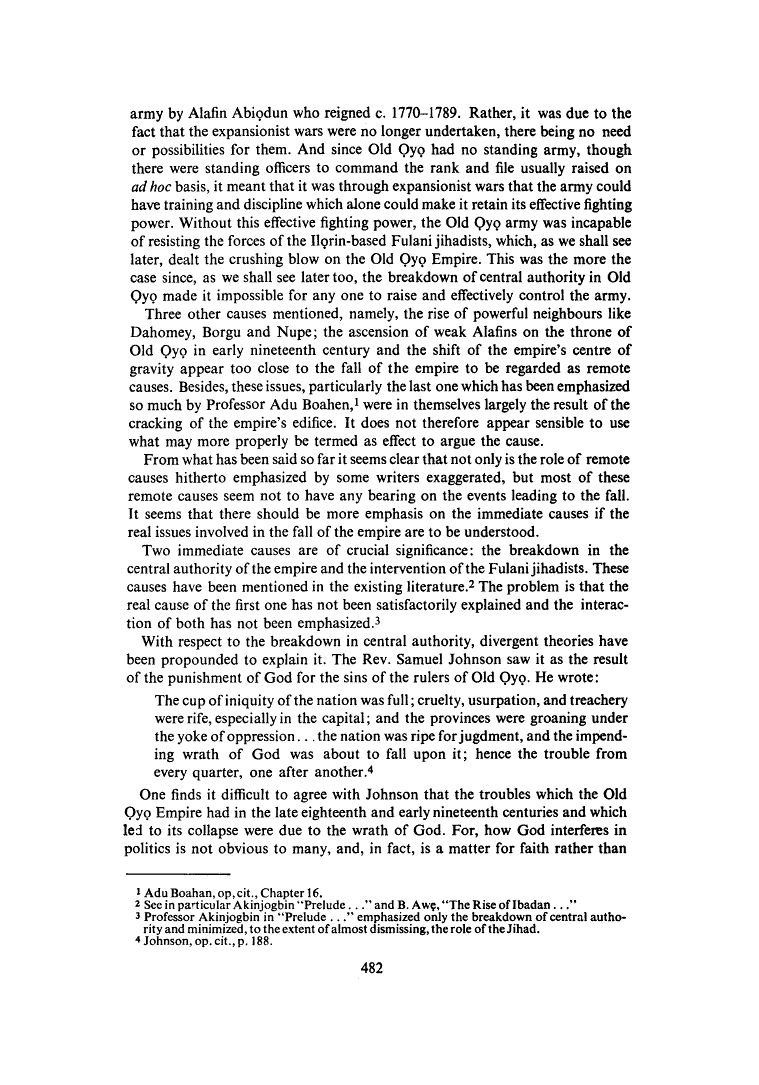 army by Alafin Abiọdun who reigned c. 1770–1789. Rather, it was due to the
fact that the expansionist wars were no longer undertaken, there being no need
or possibilities for them. And since Old Ọyọ had no standing army, though
there were standing officers to command the rank and file usually raised on
ad hoc basis, it meant that it was through expansionist wars that the army could
have training and discipline which alone could make it retain its effective fighting
power. Without this effective fighting power, the Old Ọyọ army was incapable
of resisting the forces of the Ilọrin-based Fulani jihadists, which, as we shall see
later, dealt the crushing blow on the Old Ọyọ Empire. This was the more the
case since, as we shall see later too, the breakdown of central authority in Old
Ọyọ made it impossible for any one to raise and effectively control the army.
Three other causes mentioned, namely, the rise of powerful neighbours like
Dahomey, Borgu and Nupe; the ascension of weak Alafins on the throne of
Old Ọyọ in early nineteenth century and the shift of the empire's centre of
gravity appear too close to the fall of the empire to be regarded as remote
causes. Besides, these issues, particularly the last one which has been emphasized
so much by Professor Adu Boahen,1 were in themselves largely the result of the
cracking of the empire's edifice. It does not therefore appear sensible to use
what may more properly be termed as effect to argue the cause.
From what has been said so far it seems clear that not only is the role of remote
causes hitherto emphasized by some writers exaggerated, but most of these
remote causes seem not to have any bearing on the events leading to the fall.
It seems that there should be more emphasis on the immediate causes if the
real issues involved in the fall of the empire are to be understood.
Two immediate causes are of crucial significance: the breakdown in the
central authority of the empire and the intervention of the Fulani jihadists. These
causes have been mentioned in the existing literature.2 The problem is that the
real cause of the first one has not been satisfactorily explained and the interac-
tion of both has not been emphasized.3
With respect to the breakdown in central authority, divergent theories have
been propounded to explain it. The Rev. Samuel Johnson saw it as the result
of the punishment of God for the sins of the rulers of Old Ọyọ. He wrote:
The cup of iniquity of the nation was full; cruelty, usurpation, and treachery
were rife, especially in the capital; and the provinces were groaning under
the yoke of oppression. . . the nation was ripe for jugdment, and the impend-
ing wrath of God was about to fall upon it; hence the trouble from
every quarter, one after another.4
One finds it difficult to agree with Johnson that the troubles which the Old
Ọyọ Empire had in the late eighteenth and early nineteenth centuries and which
led to its collapse were due to the wrath of God. For, how God interferes in
politics is not obvious to many, and, in fact, is a matter for faith rather than
1 Adu Boahan, op, cit., Chapter 16.
2 See in particular Akinjogbin "Prelude . . ." and B. Awẹ, "The Rise of Ibadan . . ."
3 Professor Akinjogbin in "Prelude . . ." emphasized only the breakdown of central autho-
rity and minimized, to the extent of almost dismissing, the role of the Jihad.
4 Johnson, op. cit., p. 188.
482